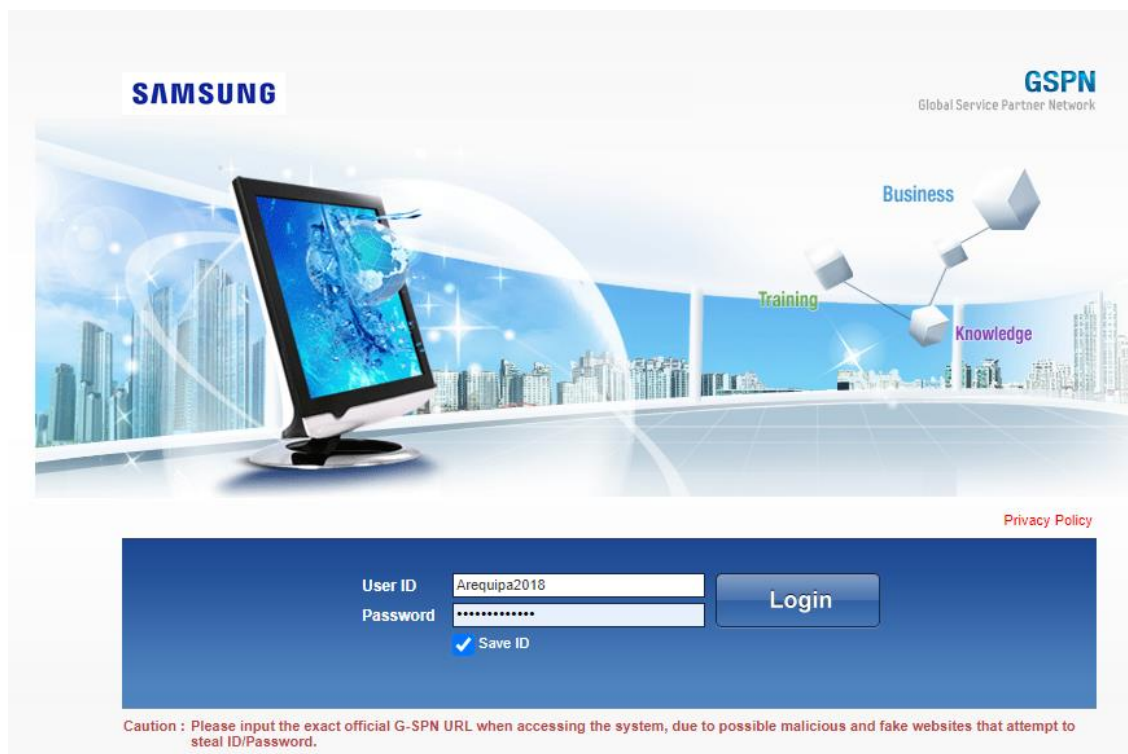 SAMSUNG
GSPN
Global Service Partner Network
Business
Training
Knowledge
Privacy Policy
User ID Arequipa2018
Login
Password •••••••••••••
Save ID
Caution : Please input the exact official G-SPN URL when accessing the system, due to possible malicious and fake websites that attempt to
steal ID/Password.